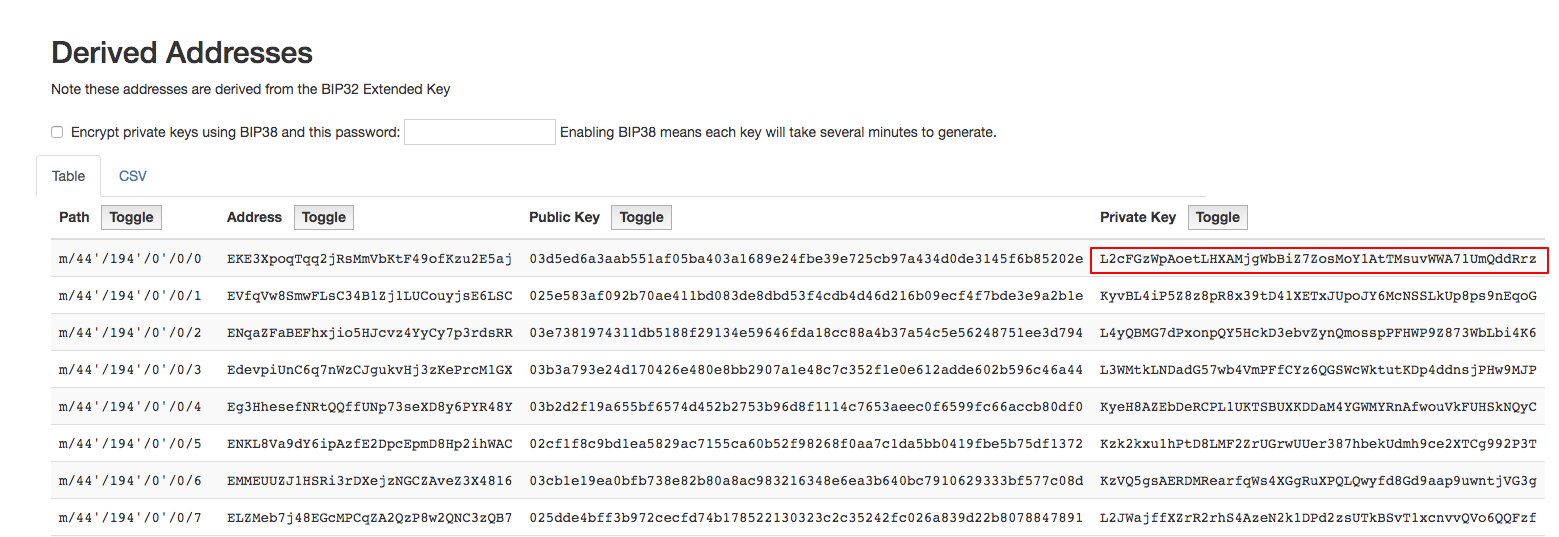 Derived Addresses
Note these addresses are derived from the BIP32 Extended Key
Encrypt private keys using BIP38 and this password: Enabling BIP38 means each key will take several minutes to generate.
Table CSV
Path Toggle Address Toggle Public Key Toggle Private Key Toggle
m/44'/194'/0'/0/0 EKE3XpoqTqq2jRsMmVbKtF49ofKzu2E5aj 03d5ed6a3aab551af05ba403a1689e24fbe39e725cb97a434d0de3145f6b85202e L2cFGzWpAoetLHXAMjgWbBiZ7ZosMoY1AtTMsuvWWA71UmQddRrz
m/44'/194'/0'/0/1 EVfqVw8SmwFLsC34B1Zj1LUCouyjsE6LSC 025e583af092b70ae411bd083de8dbd53f4cdb4d46d216b09ecf4f7bde3e9a2b1e KyvBL4iP5Z8z8pR8x39tD41XETxJUpoJY6McNSSLkUp8ps9nEqoG
m/44'/194'/0'/0/2 ENqaZFaBEFhxjio5HJcvz4YyCy7p3rdsRR 03e7381974311db5188f29134e59646fda18cc88a4b37a54c5e56248751ee3d794 L4yQBMG7dPxonpQY5HckD3ebvZynQmosspPFHWP9Z873WbLbi4K6
m/44'/194'/0'/0/3 EdevpiUnC6q7nWzCJgukvHj3zKePrcM1GX 03b3a793e24d170426e480e8bb2907a1e48c7c352f1e0e612adde602b596c46a44 L3WMtkLNDadG57wb4VmPFfCYz6QGSWcWktutKDp4ddnsjPHw9MJP
m/44'/194'/0'/0/4 Eg3HhesefNRtQQffUNp73seXD8y6PYR48Y 03b2d2f19a655bf6574d452b2753b96d8f1114c7653aeec0f6599fc66accb80df0 KyeH8AZEbDeRCPL1UKTSBUXKDDaM4YGWMYRnAfwouVkFUHSkNQyC
m/44'/194'/0'/0/5 ENKL8Va9dY6ipAzfE2DpcEpmD8Hp2ihWAC 02cf1f8c9bd1ea5829ac7155ca60b52f98268f0aa7c1da5bb0419fbe5b75df1372 Kzk2kxu1hPtD8LMF2ZrUGrwUUer387hbekUdmh9ce2XTCg992P3T
m/44'/194'/0'/0/6 EMMEUUZJ1HSRi3rDXejzNGCZAveZ3X4816 03cb1e19ea0bfb738e82b80a8ac983216348e6ea3b640bc7910629333bf577c08d KzVQ5gsAERDMRearfqWs4XGgRuXPQLQwyfd8Gd9aap9uwntjVG3g
m/44'/194'/0'/0/7 ELZMeb7j48EGcMPCqZA2QzP8w2QNC3zQB7 025dde4bff3b972cecfd74b178522130323c2c35242fc026a839d22b8078847891 L2JWajffXZrR2rhS4AzeN2k1DPd2zsUTkBSvT1xcnvvQVo6QQFzf